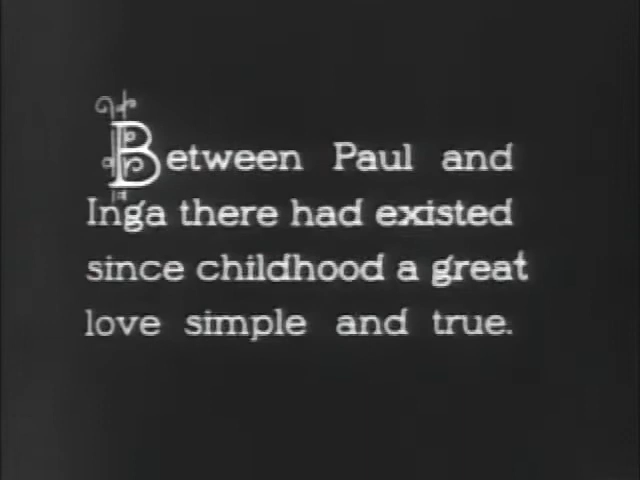 Between Paul and
Inga there had existed
since childhood a great
love simple and true.